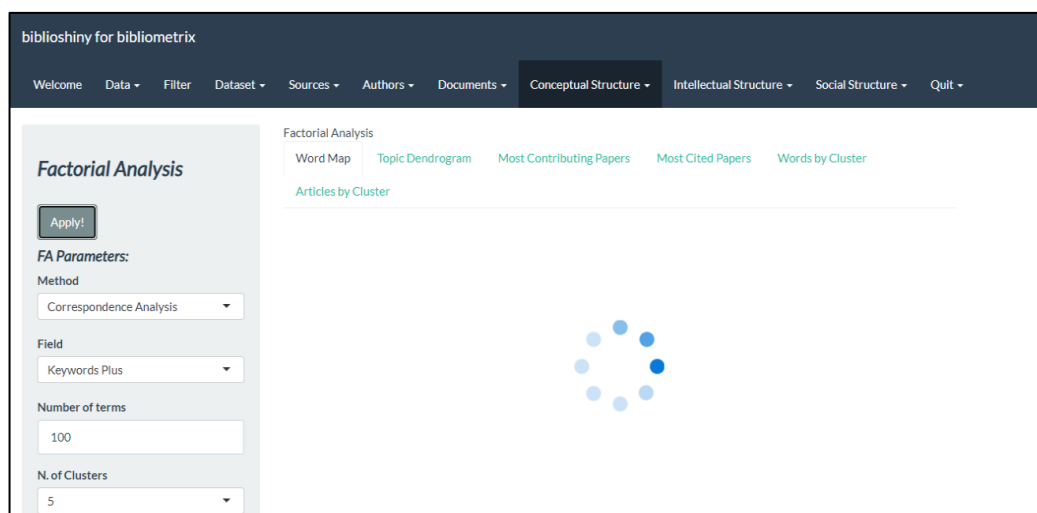 biblioshiny for bibliometrix
Welcome Data Filter Dataset Sources Authors Documents Conceptual Structure Intellectual Structure Social Structure Quit
Factorial Analysis
Apply!
FA Parameters:
Method
Correspondence Analysis
Field
Keywords Plus
Number of terms
100
N. of Clusters
5
Factorial Analysis
Word Map Topic Dendrogram Most Contributing Papers Most Cited Papers Words by Cluster
Articles by Cluster